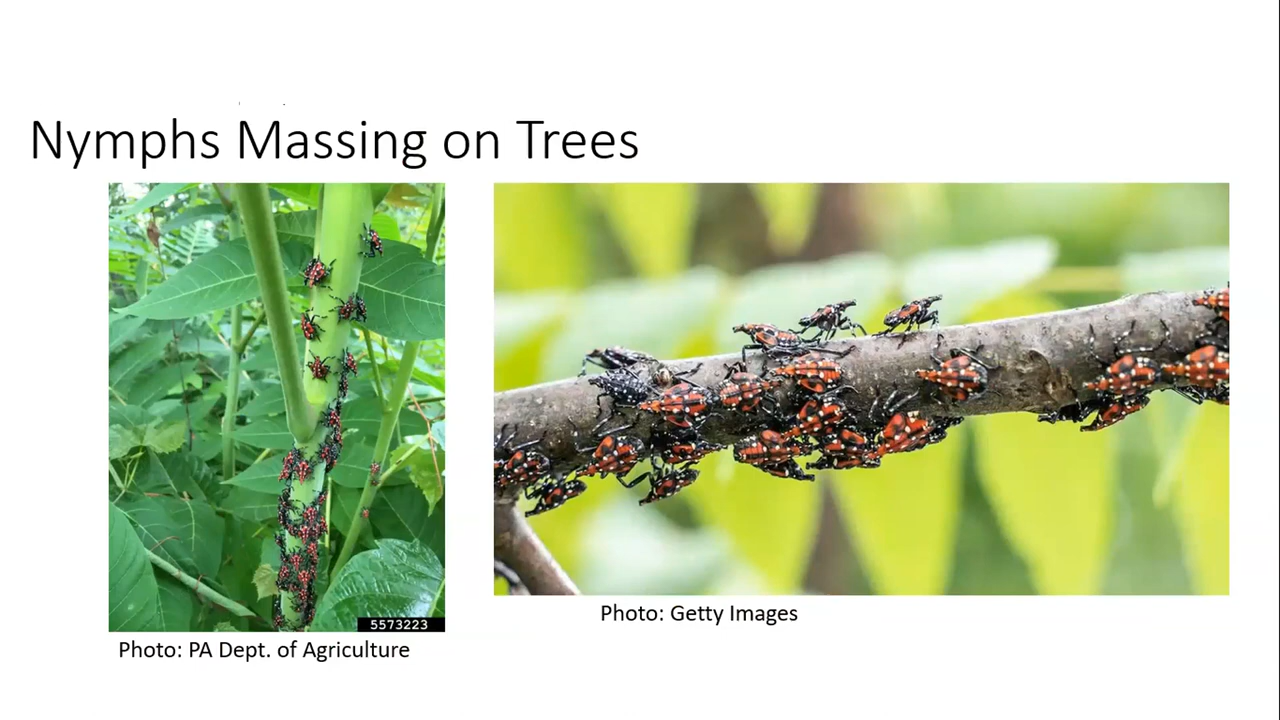 Nymphs Massing on Trees
5573223
Photo: PA Dept. of Agriculture
Photo: Getty Images